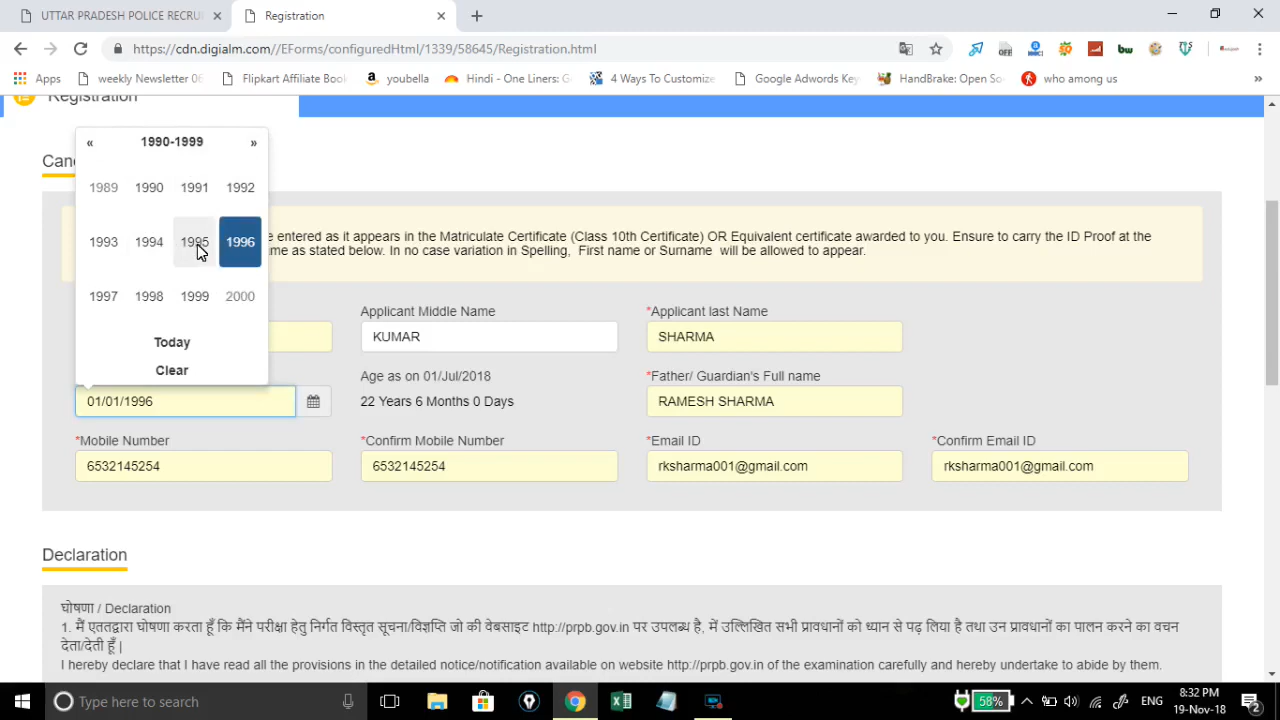 UTTAR PRADESH POLICE RECRU
Registration
https://cdn.digialm.com//EForms/configuredHtml/1339/58645/Registration.html
Apps
weekly Newsletter 06
Flipkart Affiliate Book
youbella
Hindi - One Liners: G
4 Ways To Customize
Google Adwords Key
HandBrake: Open So
who among us
»
Registration
« 1990-1999 »
1989 1990 1991 1992
1993 1994 1995 1996
1997 1998 1999 2000
Today
Clear
e entered as it appears in the Matriculate Certificate (Class 10th Certificate) OR Equivalent certificate awarded to you. Ensure to carry the ID Proof at the
me as stated below. In no case variation in Spelling, First name or Surname will be allowed to appear.
Applicant Middle Name
*Applicant last Name
KUMAR
SHARMA
Age as on 01/Jul/2018
*Father/ Guardian's Full name
01/01/1996
22 Years 6 Months 0 Days
RAMESH SHARMA
*Mobile Number
*Confirm Mobile Number
*Email ID
*Confirm Email ID
6532145254
6532145254
rksharma001@gmail.com
rksharma001@gmail.com
Declaration
घोषणा / Declaration
1. मैं एततद्वारा घोषणा करता हूँ कि मैंने परीक्षा हेतु निर्गत विस्तृत सूचना/विज्ञप्ति जो की वेबसाइट http://prpb.gov.in पर उपलब्ध है, में उल्लिखित सभी प्रावधानों को ध्यान से पढ़ लिया है तथा उन प्रावधानों का पालन करने का वचन
देता/देती हूँ |
I hereby declare that I have read all the provisions in the detailed notice/notification available on website http://prpb.gov.in of the examination carefully and hereby undertake to abide by them.
Type here to search
58%
ENG
8:32 PM
19-Nov-18
2